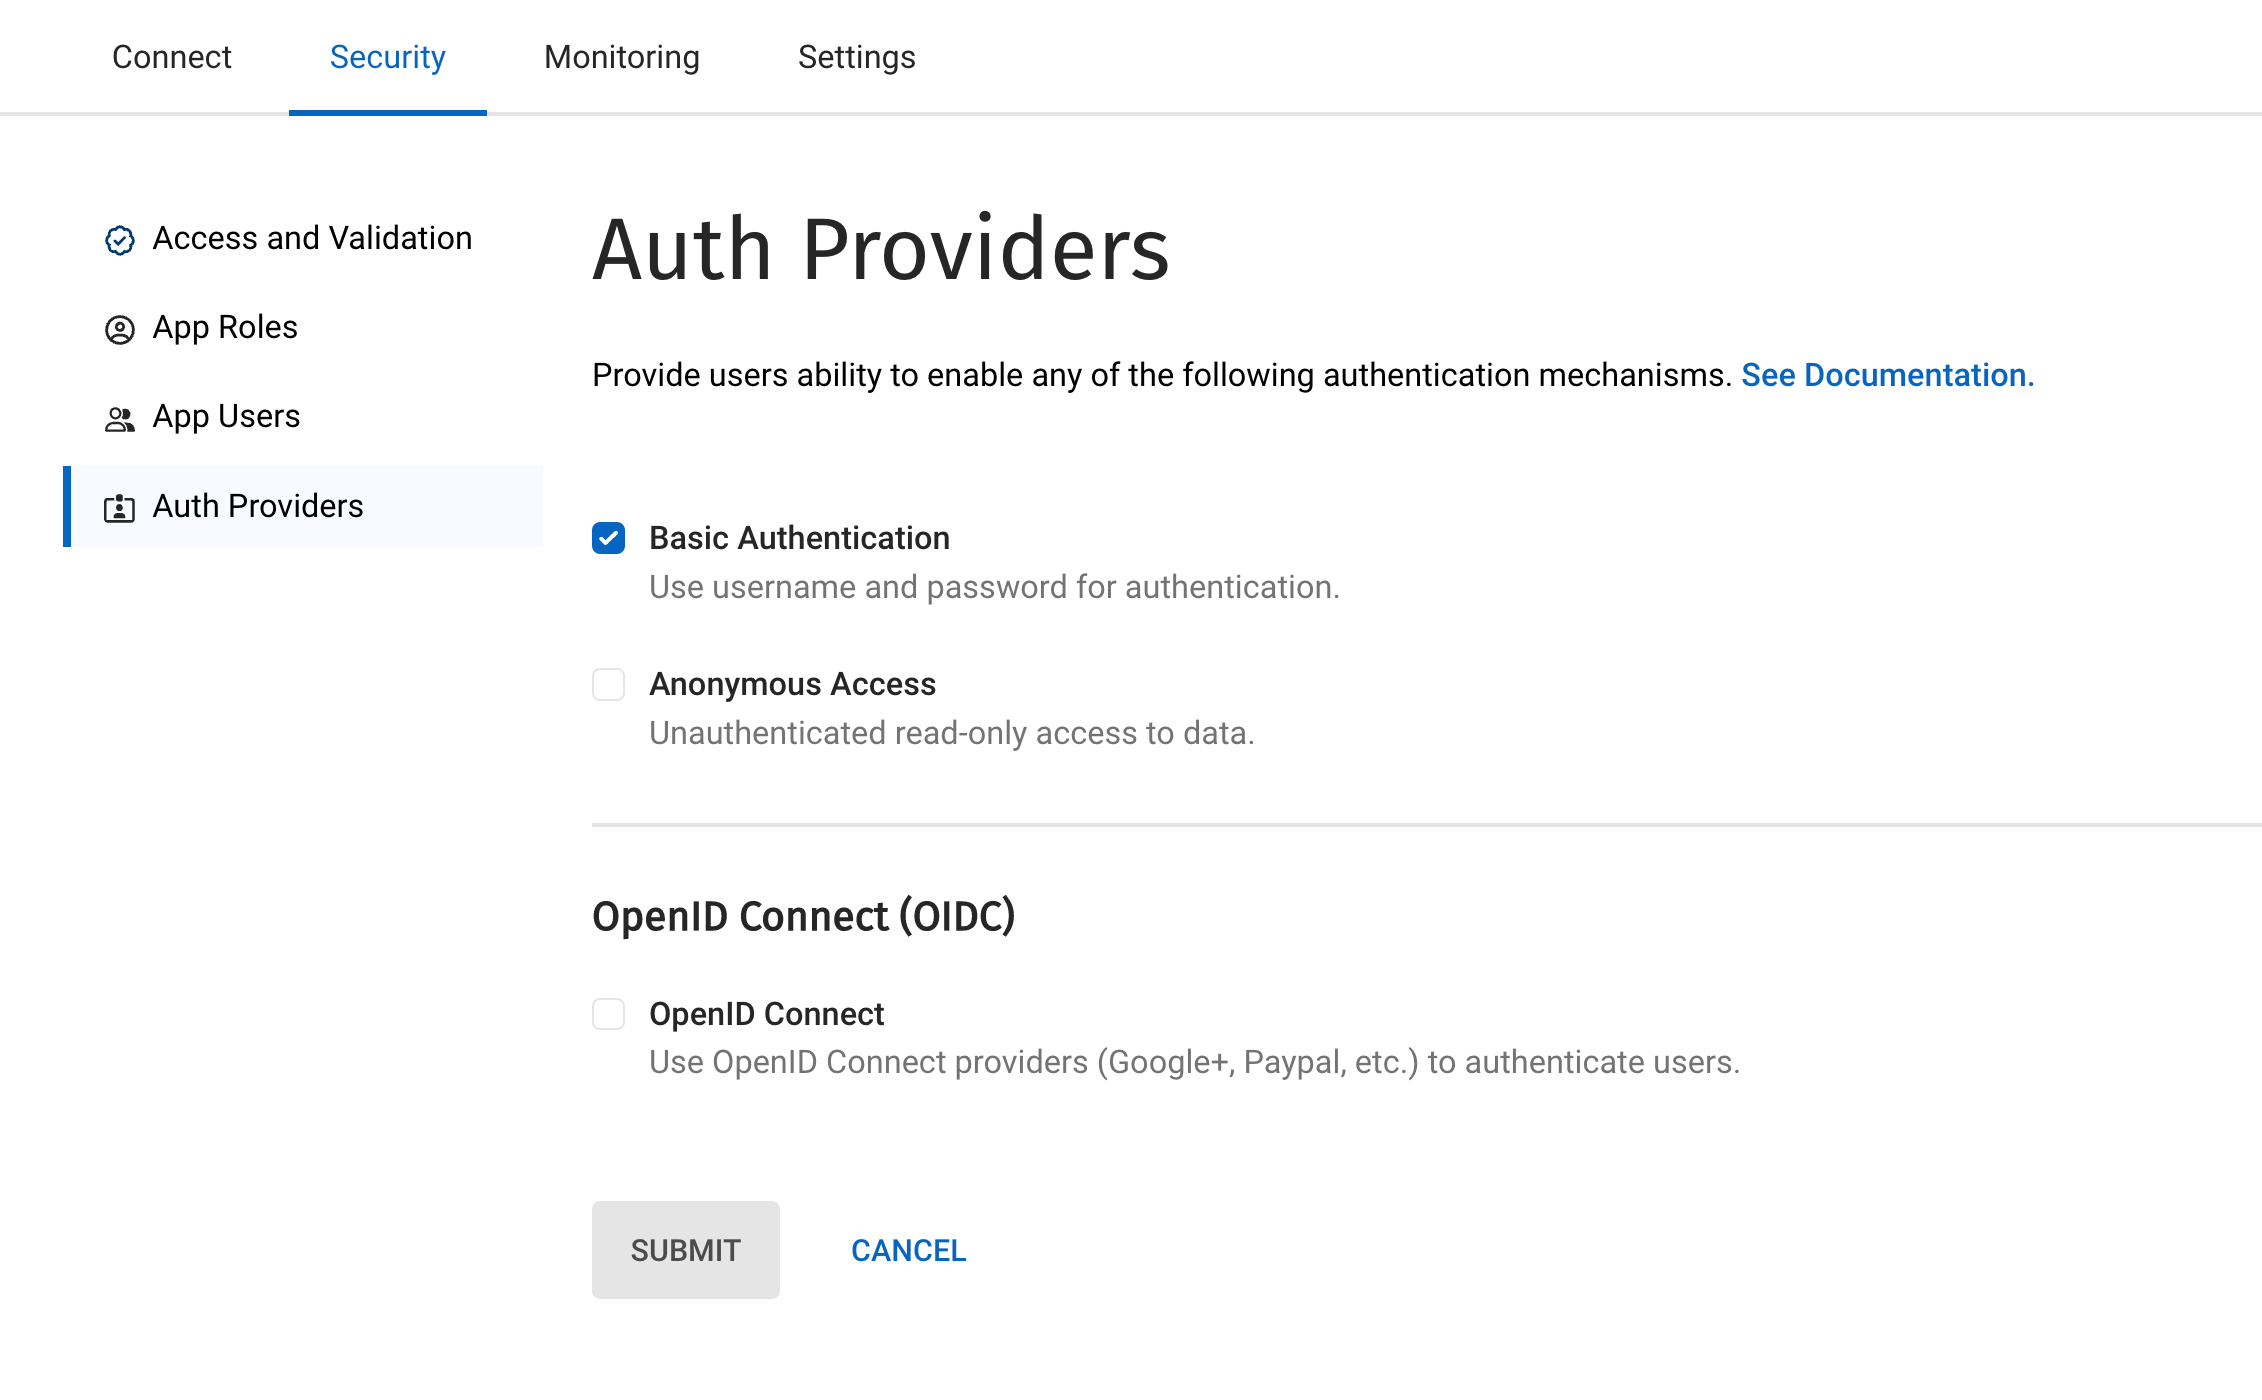 Connect
Security
Monitoring
Settings
Access and Validation
App Roles
App Users
Auth Providers
Auth Providers
Provide users ability to enable any of the following authentication mechanisms. See Documentation.
Basic Authentication
Use username and password for authentication.
Anonymous Access
Unauthenticated read-only access to data.
OpenID Connect (OIDC)
OpenID Connect
Use OpenID Connect providers (Google+, Paypal, etc.) to authenticate users.
SUBMIT
CANCEL